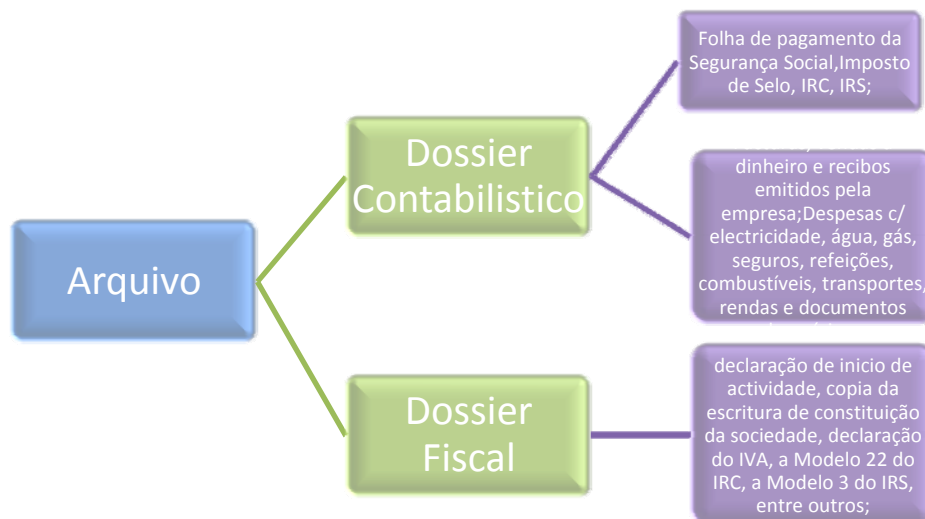 Arquivo
Dossier
Contabilistico
Folha de pagamento da
Segurança Social,Imposto
de Selo, IRC, IRS;
dinheiro e recibos
emitidos pela
empresa;Despesas c/
electricidade, água, gás,
seguros, refeições,
combustíveis, transportes,
rendas e documentos
Dossier
Fiscal
declaração de inicio de
actividade, copia da
escritura de constituição
da sociedade, declaração
do IVA, a Modelo 22 do
IRC, a Modelo 3 do IRS,
entre outros;